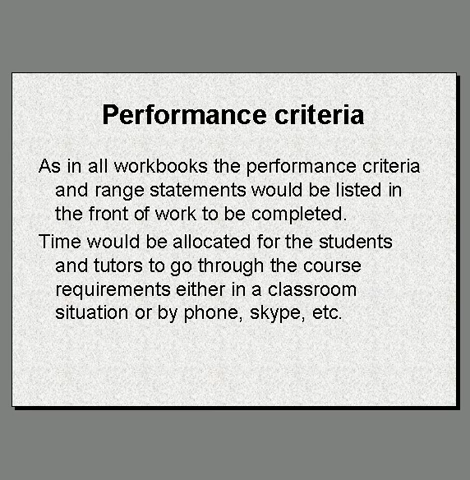 Performance criteria
As in all workbooks the performance criteria
and range statements would be listed in
the front of work to be completed.
Time would be allocated for the students
and tutors to go through the course
requirements either in a classroom
situation or by phone, skype, etc.